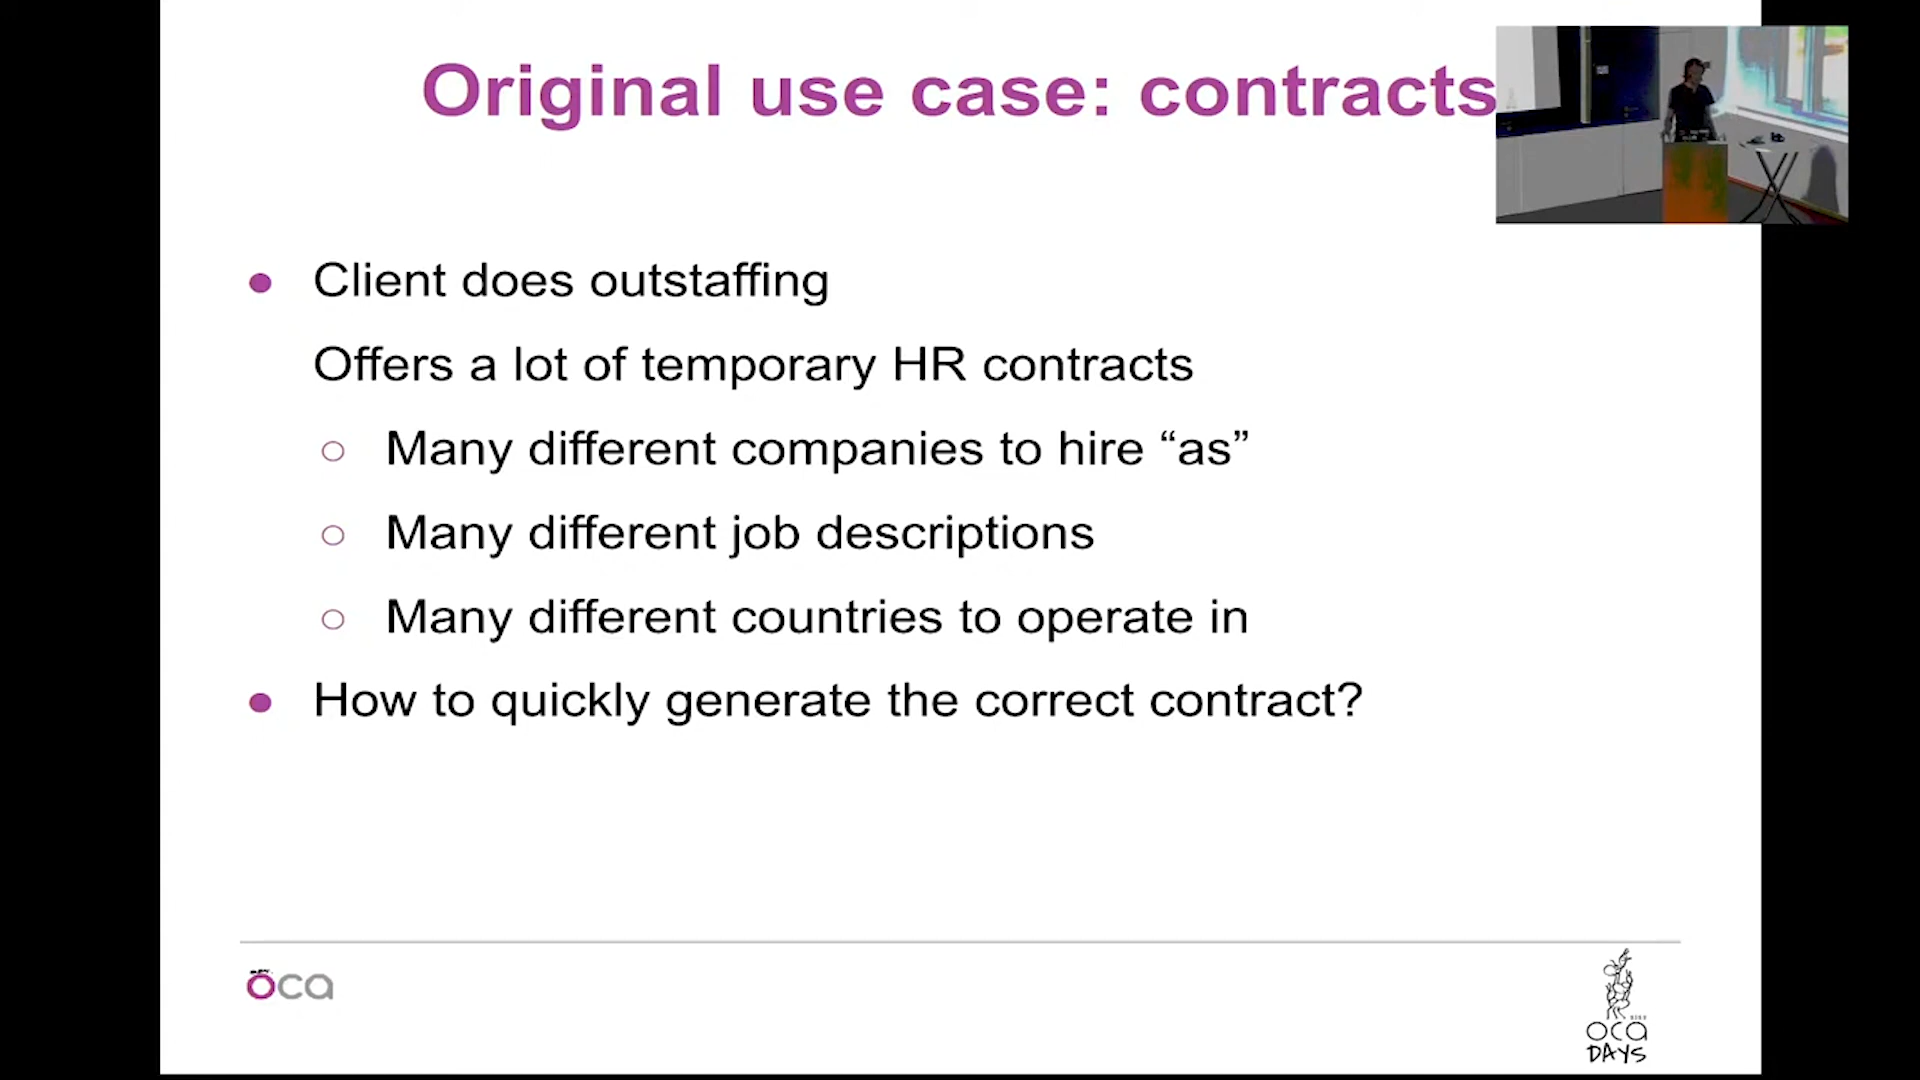 Original use case: contracts
Client does outstaffing
Offers a lot of temporary HR contracts
Many different companies to hire “as”
Many different job descriptions
Many different countries to operate in
How to quickly generate the correct contract?
oca
oca
DAYS